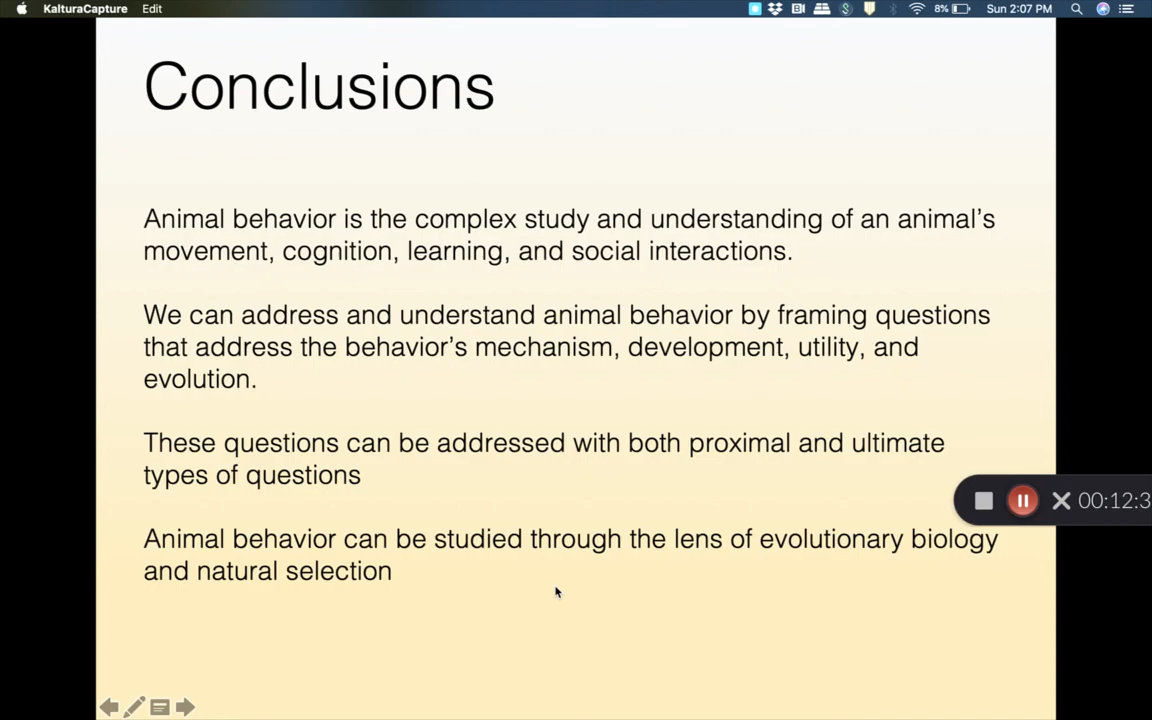 KalturaCapture Edit 8% Sun 2:07 PM
Conclusions
Animal behavior is the complex study and understanding of an animal's
movement, cognition, learning, and social interactions.
We can address and understand animal behavior by framing questions
that address the behavior's mechanism, development, utility, and
evolution.
These questions can be addressed with both proximal and ultimate
types of questions
00:12:3
Animal behavior can be studied through the lens of evolutionary biology
and natural selection